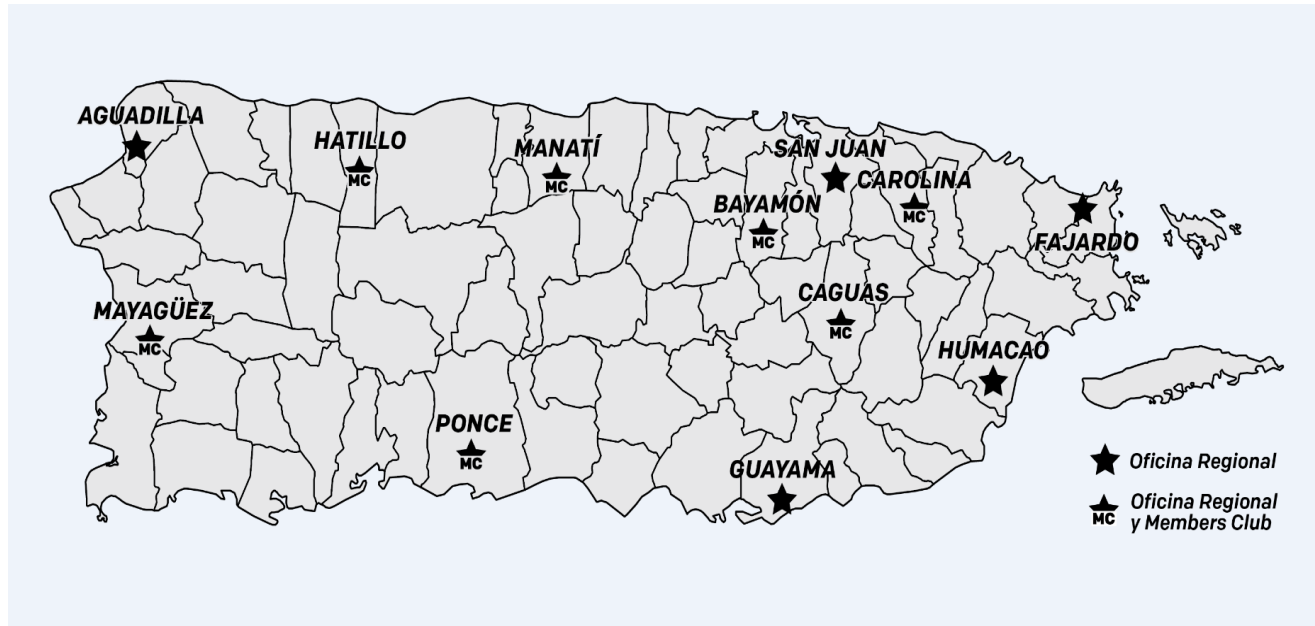 AGUADILLA
HATILLO
MC
MANATÍ
MC
SAN JUAN
CAROLINA
MC
BAYAMÓN
MC
FAJARDO
MAYAGÜEZ
MC
CAGUAS
MC
HUMACAO
PONCE
MC
GUAYAMA
Oficina Regional
MC
Oficina Regional
y Members Club